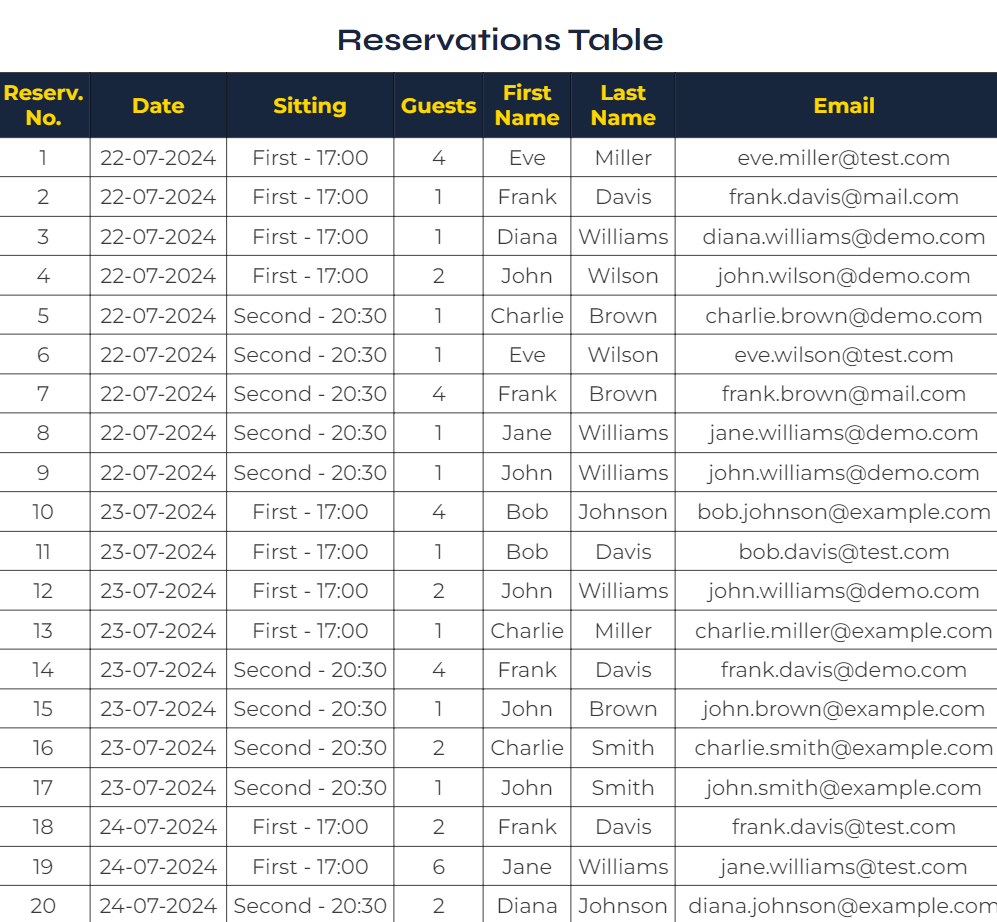 Reservations Table
Reserv. No. Date Sitting Guests First Name Last Name Email
1 22-07-2024 First - 17:00 4 Eve Miller eve.miller@test.com
2 22-07-2024 First - 17:00 1 Frank Davis frank.davis@mail.com
3 22-07-2024 First - 17:00 1 Diana Williams diana.williams@demo.com
4 22-07-2024 First - 17:00 2 John Wilson john.wilson@demo.com
5 22-07-2024 Second - 20:30 1 Charlie Brown charlie.brown@demo.com
6 22-07-2024 Second - 20:30 1 Eve Wilson eve.wilson@test.com
7 22-07-2024 Second - 20:30 4 Frank Brown frank.brown@mail.com
8 22-07-2024 Second - 20:30 1 Jane Williams jane.williams@demo.com
9 22-07-2024 Second - 20:30 1 John Williams john.williams@demo.com
10 23-07-2024 First - 17:00 4 Bob Johnson bob.johnson@example.com
11 23-07-2024 First - 17:00 1 Bob Davis bob.davis@test.com
12 23-07-2024 First - 17:00 2 John Williams john.williams@demo.com
13 23-07-2024 First - 17:00 1 Charlie Miller charlie.miller@example.com
14 23-07-2024 Second - 20:30 4 Frank Davis frank.davis@demo.com
15 23-07-2024 Second - 20:30 1 John Brown john.brown@example.com
16 23-07-2024 Second - 20:30 2 Charlie Smith charlie.smith@example.com
17 23-07-2024 Second - 20:30 1 John Smith john.smith@example.com
18 24-07-2024 First - 17:00 2 Frank Davis frank.davis@test.com
19 24-07-2024 First - 17:00 6 Jane Williams jane.williams@test.com
20 24-07-2024 Second - 20:30 2 Diana Johnson diana.johnson@example.com